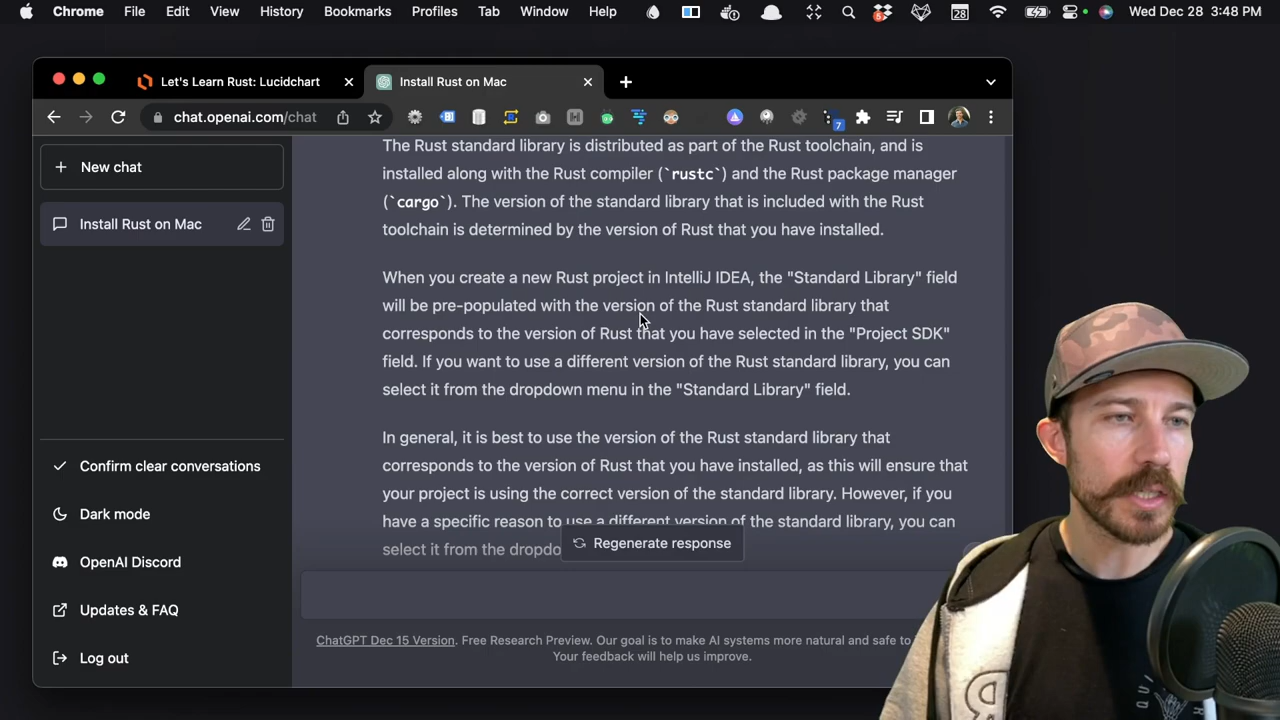 Chrome File Edit View History Bookmarks Profiles Tab Window Help 5 28 Wed Dec 28 3:48 PM
Let's Learn Rust: Lucidchart
Install Rust on Mac
chat.openai.com/chat
7
New chat
Install Rust on Mac
Confirm clear conversations
Dark mode
OpenAI Discord
Updates & FAQ
Log out
The Rust standard library is distributed as part of the Rust toolchain, and is
installed along with the Rust compiler (`rustc`) and the Rust package manager
(`cargo`). The version of the standard library that is included with the Rust
toolchain is determined by the version of Rust that you have installed.
When you create a new Rust project in IntelliJ IDEA, the "Standard Library" field
will be pre-populated with the version of the Rust standard library that
corresponds to the version of Rust that you have selected in the "Project SDK"
field. If you want to use a different version of the Rust standard library, you can
select it from the dropdown menu in the "Standard Library" field.
In general, it is best to use the version of the Rust standard library that
corresponds to the version of Rust that you have installed, as this will ensure that
your project is using the correct version of the standard library. However, if you
have a specific reason to use a different version of the standard library, you can
select it from the dropdo
Regenerate response
ChatGPT Dec 15 Version. Free Research Preview. Our goal is to make AI systems more natural and safe to
Your feedback will help us improve.